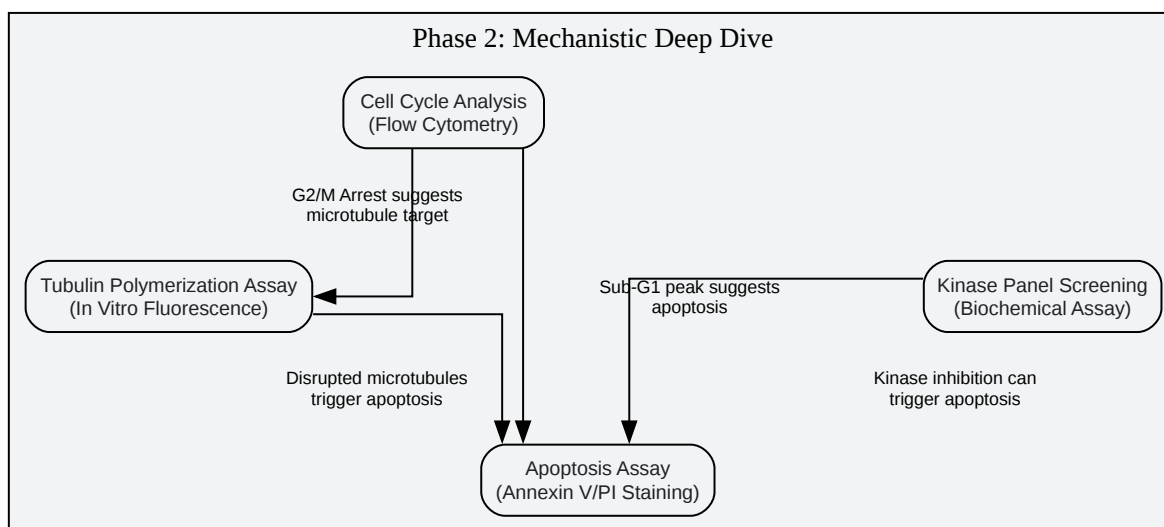 Phase 2: Mechanistic Deep Dive
Cell Cycle Analysis
(Flow Cytometry)
G2/M Arrest suggests
microtubule target
Tubulin Polymerization Assay
(In Vitro Fluorescence)
Sub-G1 peak suggests
apoptosis
Kinase Panel Screening
(Biochemical Assay)
Disrupted microtubules
trigger apoptosis
Kinase inhibition can
trigger apoptosis
Apoptosis Assay
(Annexin V/PI Staining)